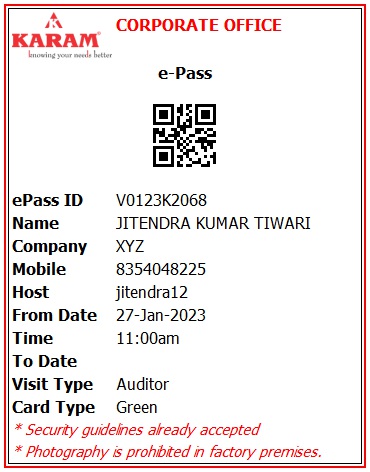 CORPORATE OFFICE
KARAM®
knowing your needs better
e-Pass
ePass ID V0123K2068
Name JITENDRA KUMAR TIWARI
Company XYZ
Mobile 8354048225
Host jitendra12
From Date 27-Jan-2023
Time 11:00am
To Date
Visit Type Auditor
Card Type Green
* Security guidelines already accepted
* Photography is prohibited in factory premises.